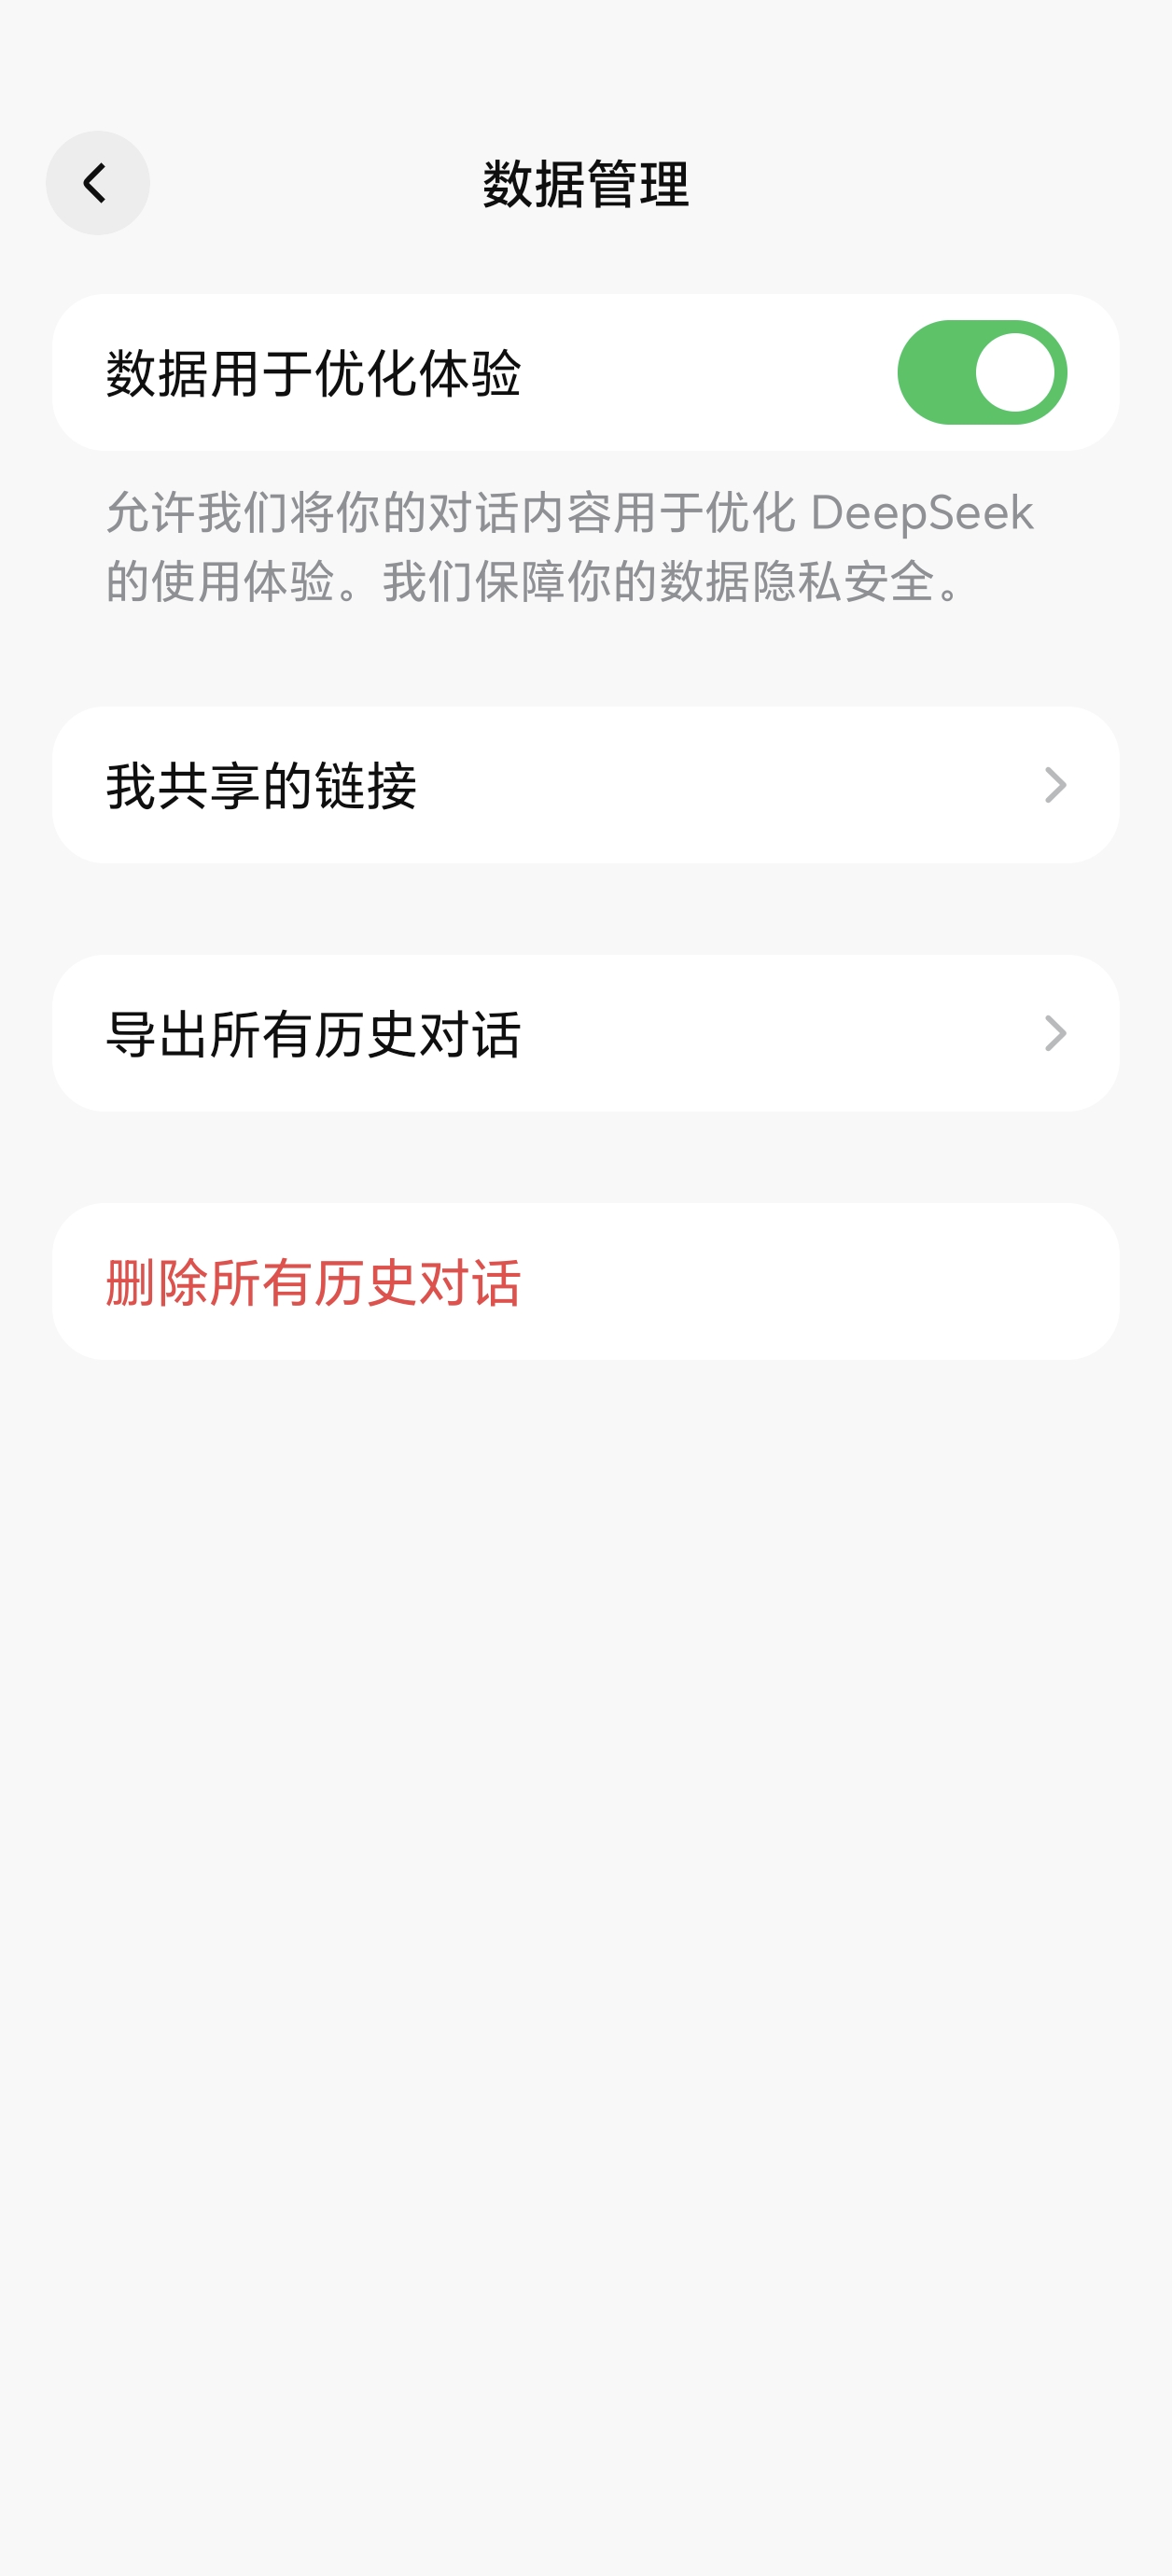 数据管理
数据用于优化体验
允许我们将你的对话内容用于优化 DeepSeek
的使用体验。我们保障你的数据隐私安全。
我共享的链接
导出所有历史对话
删除所有历史对话